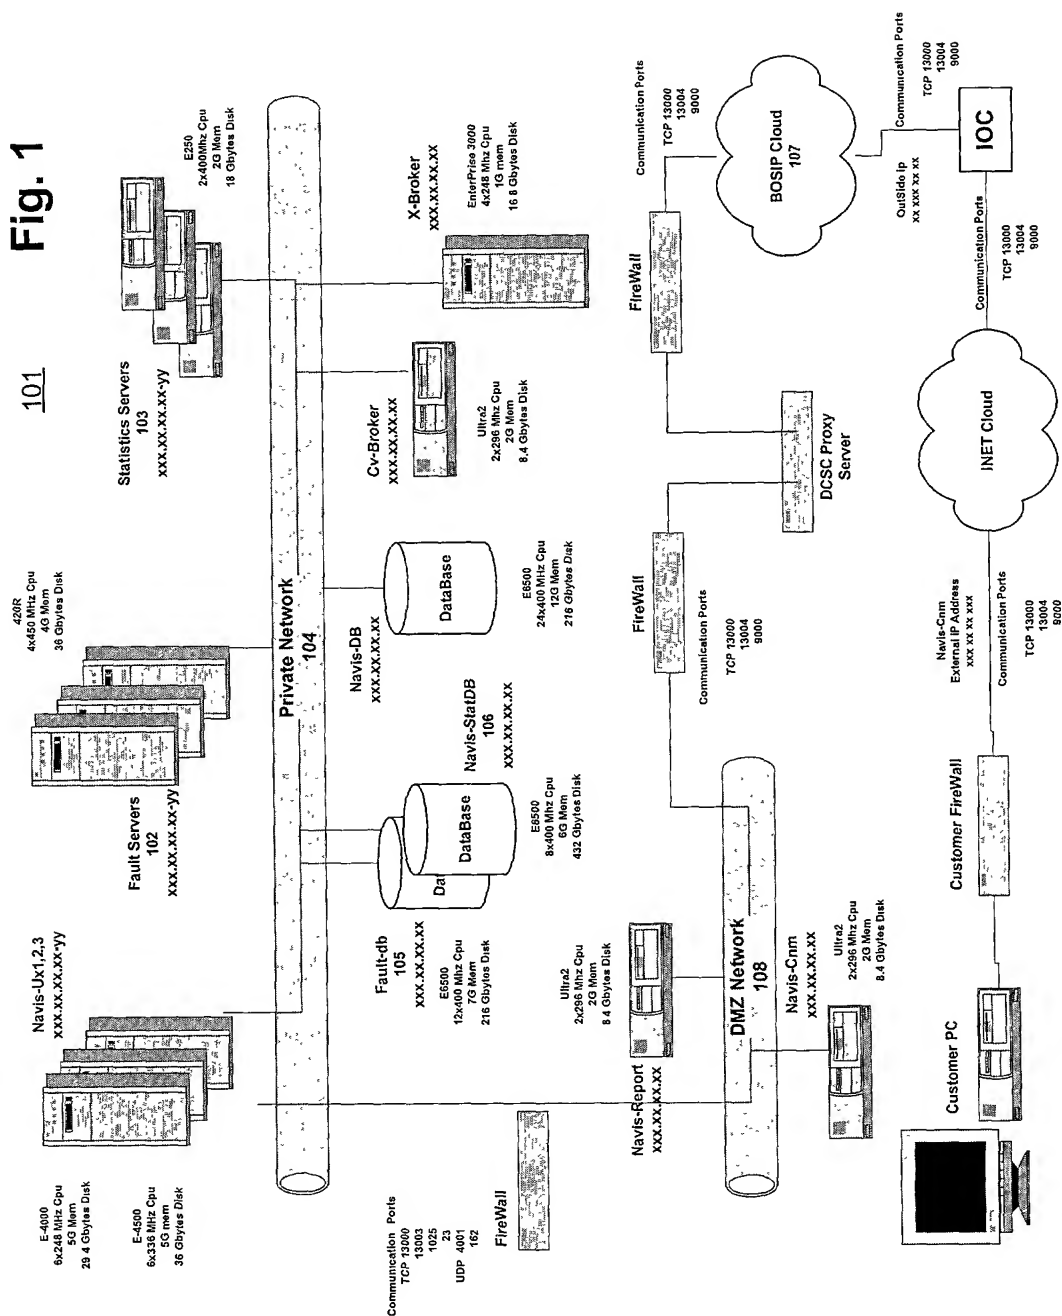 Fig. 1
101
E-4000
6x248 MHz Cpu
5G Mem
29 4 Gbytes Disk
E-4500
6x336 MHz Cpu
5G mem
36 Gbytes Disk
Navis-Ux1,2,3
xxx.xx.xx.xx-yy
Fault Servers
102
xxx.xx.xx.xx-yy
420R
4x450 MHz Cpu
4G Mem
36 Gbytes Disk
Statistics Servers
103
xxx.xx.xx.xx-yy
E250
2x400Mhz Cpu
2G Mem
18 Gbytes Disk
Private Network
104
Fault-db
105
xxx.xx.xx.xx
E6500
12x400 Mhz Cpu
7G Mem
216 Gbytes Disk
DataBase
Navis-StatDB
106
xxx.xx.xx.xx
E6500
8x400 Mhz Cpu
6G Mem
432 Gbytes Disk
Navis-DB
xxx.xx.xx.xx
DataBase
E6500
24x400 MHz Cpu
12G Mem
216 Gbytes Disk
Cv-Broker
xxx.xx.xx.xx
Ultra2
2x296 Mhz Cpu
2G Mem
8.4 Gbytes Disk
X-Broker
xxx.xx.xx.xx
EnterPrise 3000
4x248 Mhz Cpu
1G mem
16 8 Gbytes Disk
Communication Ports
TCP 13000
13003
1025
23
UDP 4001
162
FireWall
Navis-Report
xxx.xx.xx.xx
Ultra2
2x296 Mhz Cpu
2G Mem
8 4 Gbytes Disk
DMZ Network
108
Navis-Cnm
xxx.xx.xx.xx
Ultra2
2x296 Mhz Cpu
2G Mem
8.4 Gbytes Disk
Communication Ports
TCP 13000
13004
9000
FireWall
DCSC Proxy
Server
FireWall
Communication Ports
TCP 13000
13004
9000
BOSIP Cloud
107
OutSide ip
xx xxx xx xx
Communication Ports
TCP 13000
13004
9000
IOC
Communication Ports
TCP 13000
13004
9000
INET Cloud
Navis-Cnm
External IP Address
xxx xx xx xxx
Communication Ports
TCP 13000
13004
9000
Customer FireWall
Customer PC